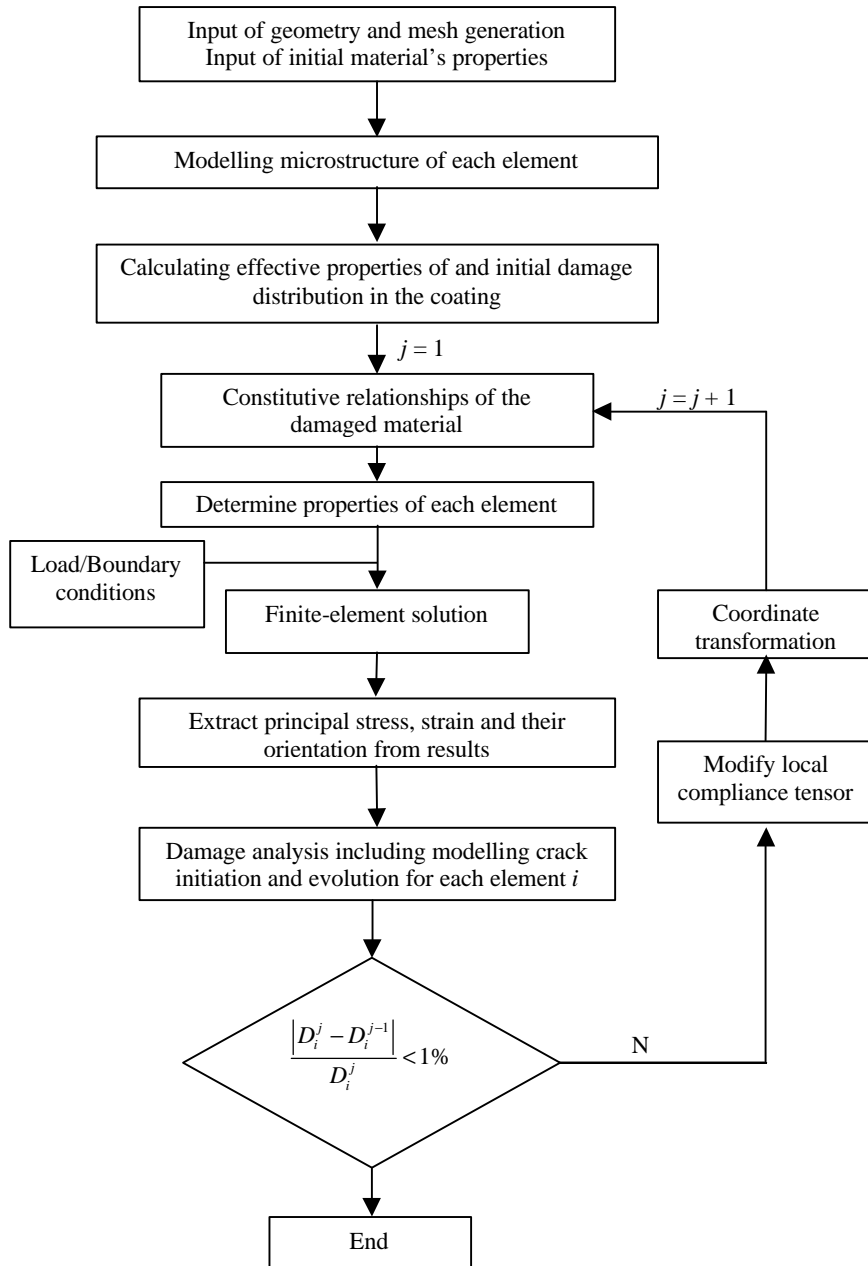 Input of geometry and mesh generation
Input of initial material’s properties
Modelling microstructure of each element
Calculating effective properties of and initial damage
distribution in the coating
j = 1
Constitutive relationships of the
damaged material
j = j + 1
Determine properties of each element
Load/Boundary
conditions
Finite-element solution
Coordinate
transformation
Extract principal stress, strain and their
orientation from results
Modify local
compliance tensor
Damage analysis including modelling crack
initiation and evolution for each element i
|D_i^j − D_i^{j−1}| / D_i^j < 1%
N
End